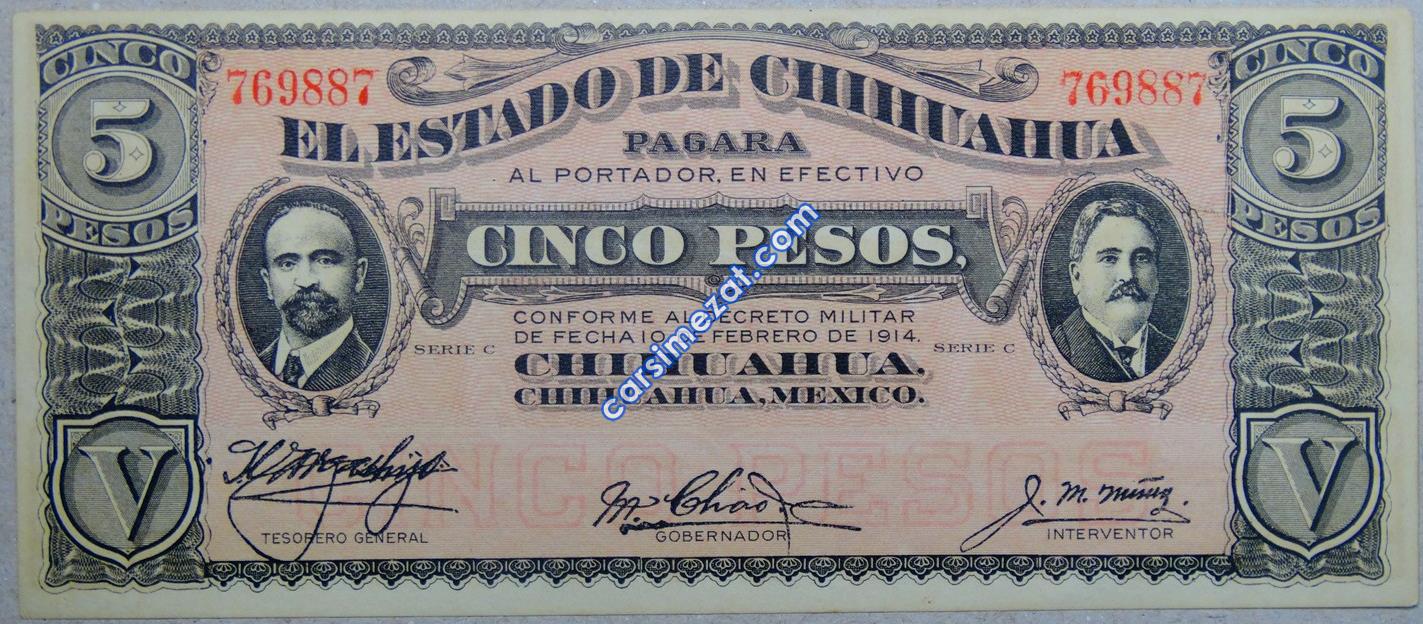 CINCO
5
PESOS
769887
EL ESTADO DE CHIHUAHUA
769887
CINCO
5
PESOS
PAGARA
AL PORTADOR, EN EFECTIVO
CINCO PESOS,
CONFORME AL DECRETO MILITAR
DE FECHA 10 DE FEBRERO DE 1914.
SERIE C
SERIE C
CHIHUAHUA.
CHIHUAHUA, MEXICO.
carsimezat.com
V
CINCO PESOS
V
M. Chao
J. M. Nuñez.
TESORERO GENERAL
GOBERNADOR
INTERVENTOR